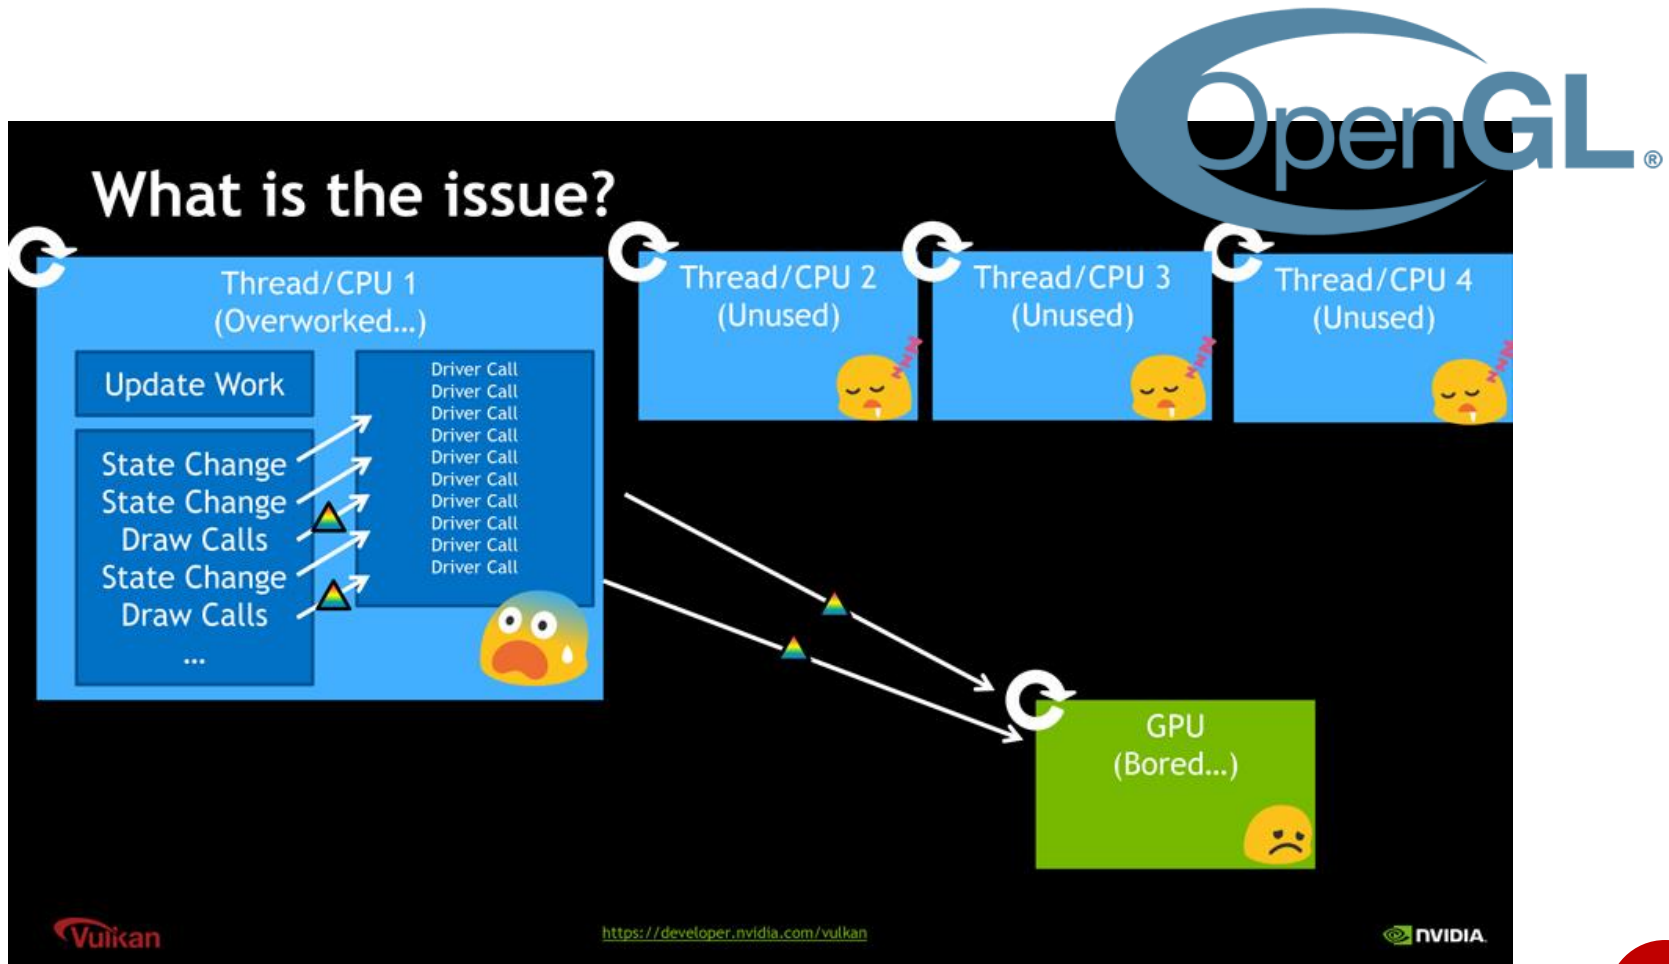 OpenGL®
What is the issue?
Thread/CPU 1
(Overworked...)
Update Work
State Change
State Change
Draw Calls
State Change
Draw Calls
...
Driver Call
Driver Call
Driver Call
Driver Call
Driver Call
Driver Call
Driver Call
Driver Call
Driver Call
Driver Call
Thread/CPU 2
(Unused)
zzz
Thread/CPU 3
(Unused)
zzz
Thread/CPU 4
(Unused)
zzz
GPU
(Bored...)
Vulkan
https://developer.nvidia.com/vulkan
NVIDIA.